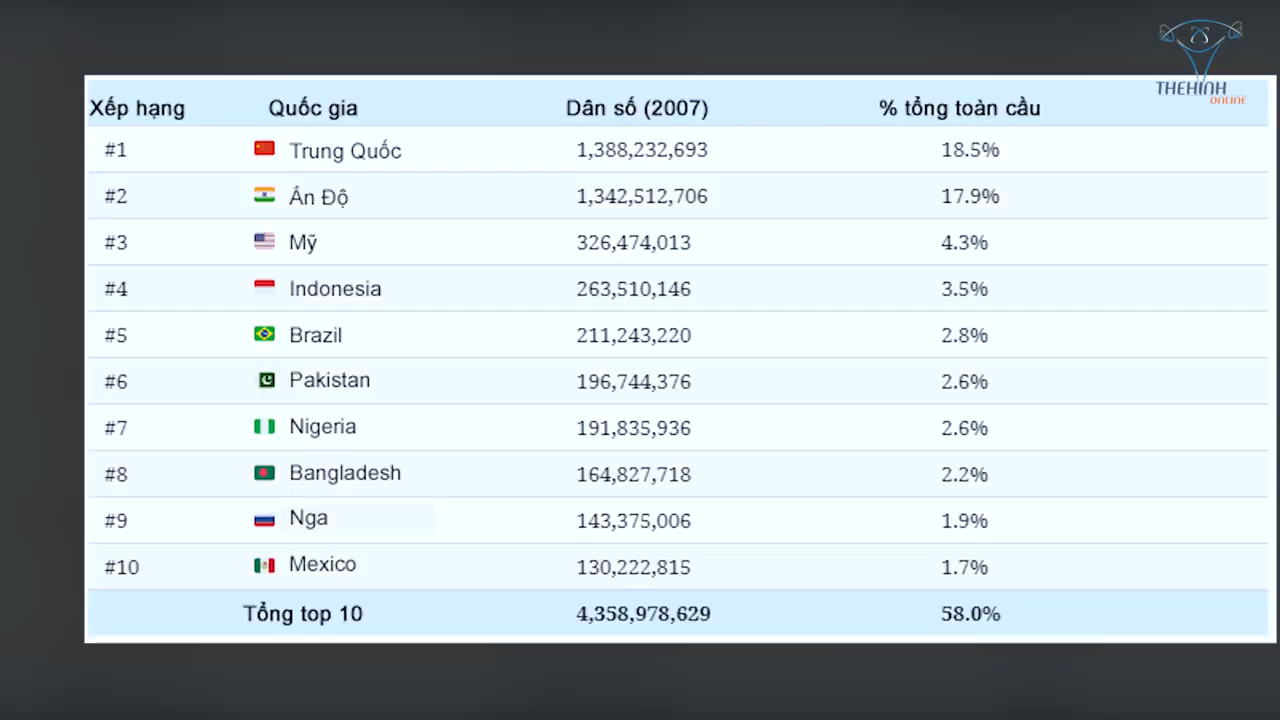 THEHINH
ONLINE
Xếp hạng Quốc gia Dân số (2007) % tổng toàn cầu
#1 Trung Quốc 1,388,232,693 18.5%
#2 Ấn Độ 1,342,512,706 17.9%
#3 Mỹ 326,474,013 4.3%
#4 Indonesia 263,510,146 3.5%
#5 Brazil 211,243,220 2.8%
#6 Pakistan 196,744,376 2.6%
#7 Nigeria 191,835,936 2.6%
#8 Bangladesh 164,827,718 2.2%
#9 Nga 143,375,006 1.9%
#10 Mexico 130,222,815 1.7%
Tổng top 10 4,358,978,629 58.0%